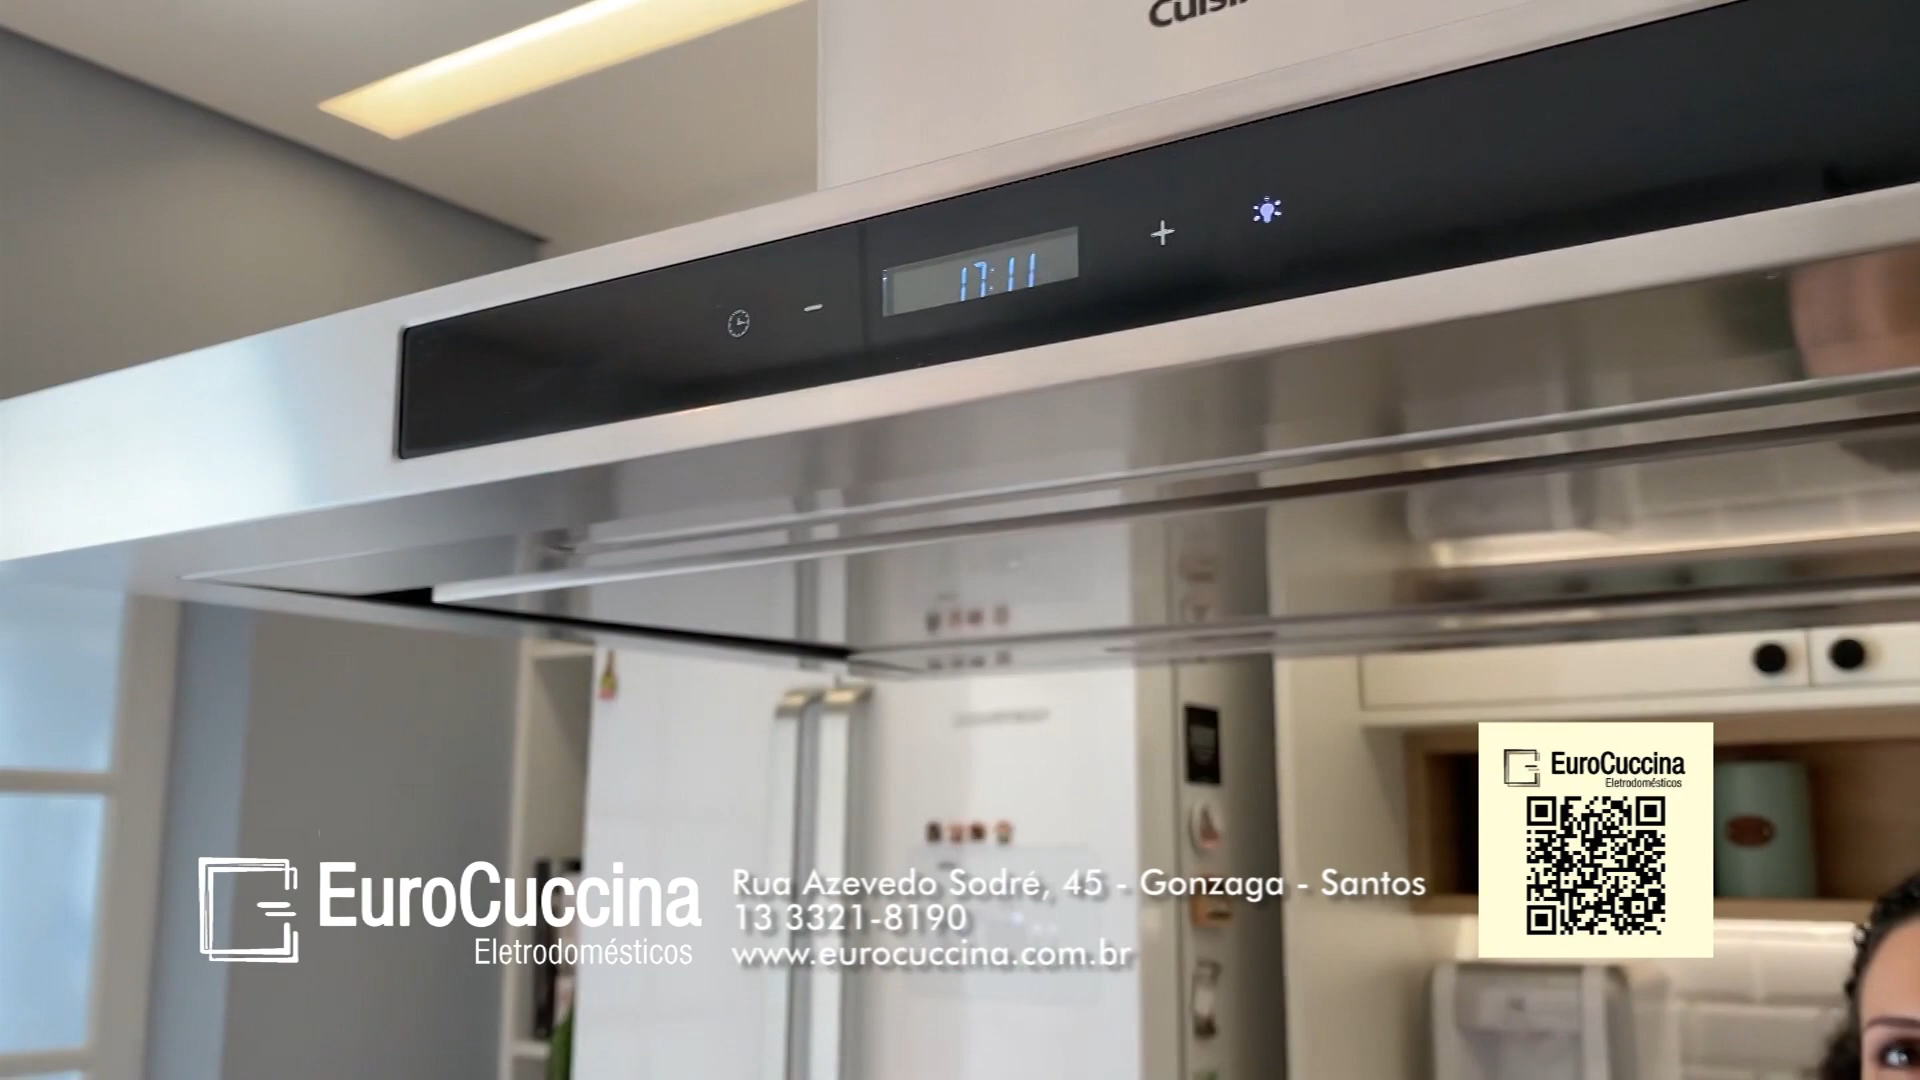 17:11
EuroCuccina
Eletrodomésticos
Rua Azevedo Sodré, 45 - Gonzaga - Santos
13 3321-8190
www.eurocuccina.com.br
EuroCuccina
Eletrodomésticos